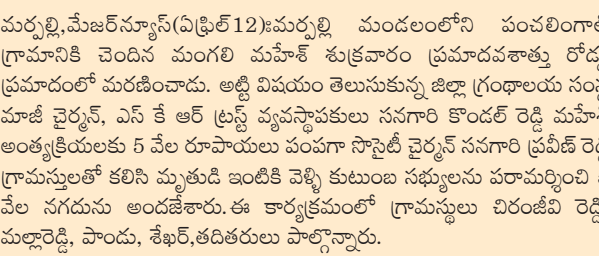 మర్పల్లి,మేజర్‌న్యూస్(ఏప్రిల్12)ః మర్పల్లి మండలంలోని
గ్రామానికి చెందిన మంగలి మహేశ్ శుక్రవారం ప్రమాదవశాత్తు
ప్రమాదంలో మరణించాడు. అట్టి విషయం తెలుసుకున్న జిల్లా గ్రంథాలయ
మాజీ చైర్మన్, ఎస్ కే ఆర్ ట్రస్ట్ వ్యవస్థాపకులు సనగారి కొండల్ రెడ్డి
అంత్యక్రియలకు 5 వేల రూపాయలు పంపగా సొసైటీ చైర్మన్ సనగారి ప్రవీణ్
గ్రామస్తులతో కలిసి మృతుడి ఇంటికి వెళ్ళి కుటుంబ సభ్యులను పరామర్శించి
వేల నగదును అందజేశారు.ఈ కార్యక్రమంలో గ్రామస్థులు చిరంజీవి
మల్లారెడ్డి, పాండు, శేఖర్,తదితరులు పాల్గొన్నారు.